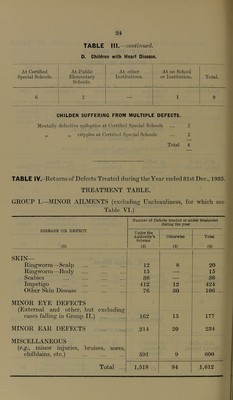 34
TABLE III.—continued.
D. Children with Heart Disease.
At Certified Special Schools. At Public Elementary Schools. At other Institutions. At no School or Institution. Total.
6 2 — 1 9
CHILDEN SUFFERING FROM MULTIPLE DEFECTS.
Mentally defective epileptics at Certified Special Schools ... 2
„ „ cripples at Certified Special Schools ... 2
Total 4
TABLE IV.-Returns of Defects Treated during the Year ended 31st Dec., 1935.
TREATMENT TABLE.
GROUP I.—MINOR AILMENTS (excluding Uncleanliness, for which see
Table VI.)
Number of Defects treated or under treatment during the year
DISEASE OR DEFECT Under the Authority's Scheme Otherwise Total
(1) (2) (3) (4)
SKIN—
Ringworm—Scalp 12 8 20
Ringworm—Body 15 — 15
Scabies 36 — 36
Impetigo 412 12 424
Other Skin Disease 76 30 106
MINOR EYE DEFECTS
(External and other, but excluding
cases falling in Group II.) 162 15 177
MINOR EAR DEFECTS 214 20 234
MISCELLANEOUS
(e.g., minor injuries, bruises, sores,
chilblains, etc.) 591 9 600
Total 1,518 94 1,612